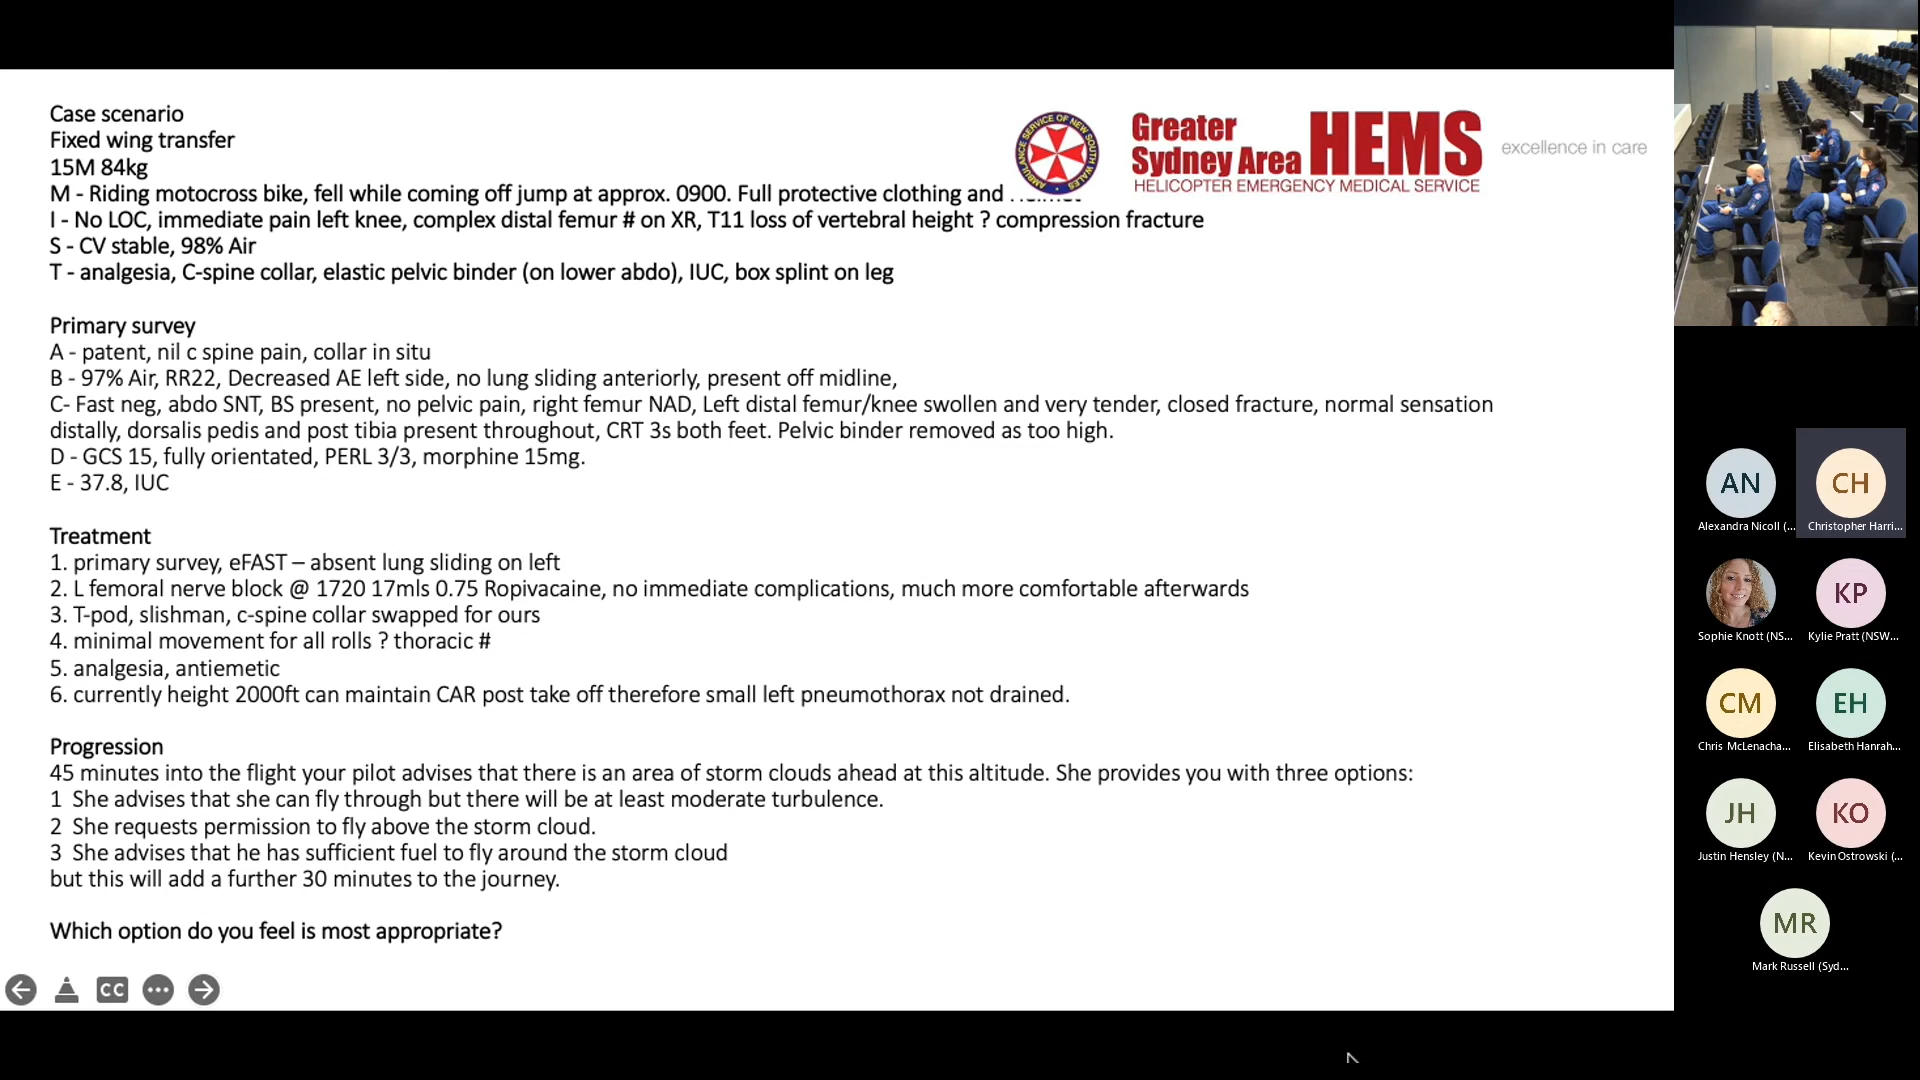 Case scenario
Fixed wing transfer
15M 84kg
M - Riding motocross bike, fell while coming off jump at approx. 0900. Full protective clothing and helmet
I - No LOC, immediate pain left knee, complex distal femur # on XR, T11 loss of vertebral height ? compression fracture
S - CV stable, 98% Air
T - analgesia, C-spine collar, elastic pelvic binder (on lower abdo), IUC, box splint on leg
AMBULANCE SERVICE OF NEW SOUTH WALES
Greater
Sydney Area HEMS
HELICOPTER EMERGENCY MEDICAL SERVICE
excellence in care
Primary survey
A - patent, nil c spine pain, collar in situ
B - 97% Air, RR22, Decreased AE left side, no lung sliding anteriorly, present off midline,
C- Fast neg, abdo SNT, BS present, no pelvic pain, right femur NAD, Left distal femur/knee swollen and very tender, closed fracture, normal sensation
distally, dorsalis pedis and post tibia present throughout, CRT 3s both feet. Pelvic binder removed as too high.
D - GCS 15, fully orientated, PERL 3/3, morphine 15mg.
E - 37.8, IUC
Treatment
1. primary survey, eFAST – absent lung sliding on left
2. L femoral nerve block @ 1720 17mls 0.75 Ropivacaine, no immediate complications, much more comfortable afterwards
3. T-pod, slishman, c-spine collar swapped for ours
4. minimal movement for all rolls ? thoracic #
5. analgesia, antiemetic
6. currently height 2000ft can maintain CAR post take off therefore small left pneumothorax not drained.
Progression
45 minutes into the flight your pilot advises that there is an area of storm clouds ahead at this altitude. She provides you with three options:
1 She advises that she can fly through but there will be at least moderate turbulence.
2 She requests permission to fly above the storm cloud.
3 She advises that he has sufficient fuel to fly around the storm cloud
but this will add a further 30 minutes to the journey.
Which option do you feel is most appropriate?
CC
AN
Alexandra Nicoll (...
CH
Christopher Harri...
Sophie Knott (NS...
KP
Kylie Pratt (NSW...
CM
Chris McLenacha...
EH
Elisabeth Hanrah...
JH
Justin Hensley (N...
KO
Kevin Ostrowski (...
MR
Mark Russell (Syd...